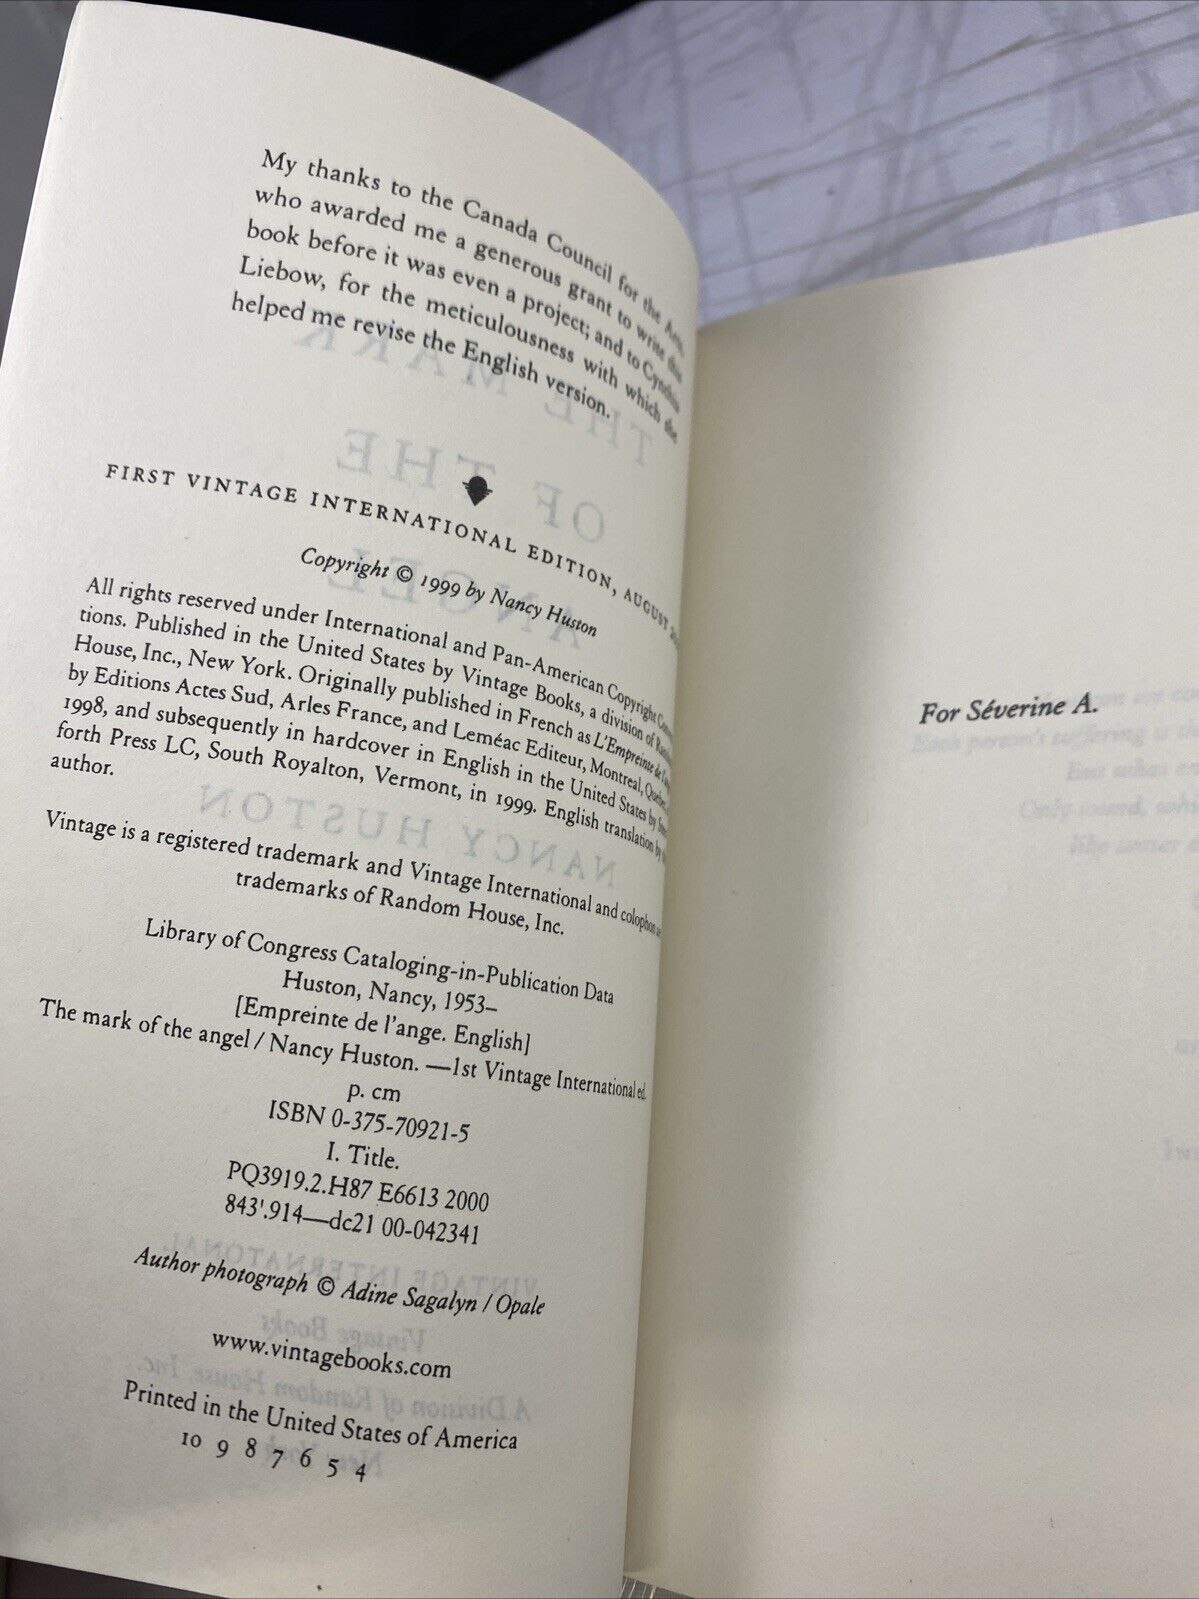 My thanks to the Canada Council for the Arts,
who awarded me a generous grant to write this
book before it was even a project; and to Cynthia
Liebow, for the meticulousness with which she
helped me revise the English version.
FIRST VINTAGE INTERNATIONAL EDITION, AUGUST
Copyright © 1999 by Nancy Huston
All rights reserved under International and Pan-American Copyright
tions. Published in the United States by Vintage Books, a division of
House, Inc., New York. Originally published in French as L'Empreinte de
by Editions Actes Sud, Arles France, and Leméac Editeur, Montreal,
1998, and subsequently in hardcover in English in the United States by
forth Press LC, South Royalton, Vermont, in 1999. English translation by
author.
Vintage is a registered trademark and Vintage International and colophon
trademarks of Random House, Inc.
Library of Congress Cataloging-in-Publication Data
Huston, Nancy, 1953–
[Empreinte de l'ange. English]
The mark of the angel / Nancy Huston. —1st Vintage International ed.
p. cm
ISBN 0-375-70921-5
I. Title.
PQ3919.2.H87 E6613 2000
843'.914—dc21 00-042341
Author photograph © Adine Sagalyn / Opale
www.vintagebooks.com
Printed in the United States of America
10 9 8 7 6 5 4
For Séverine A.